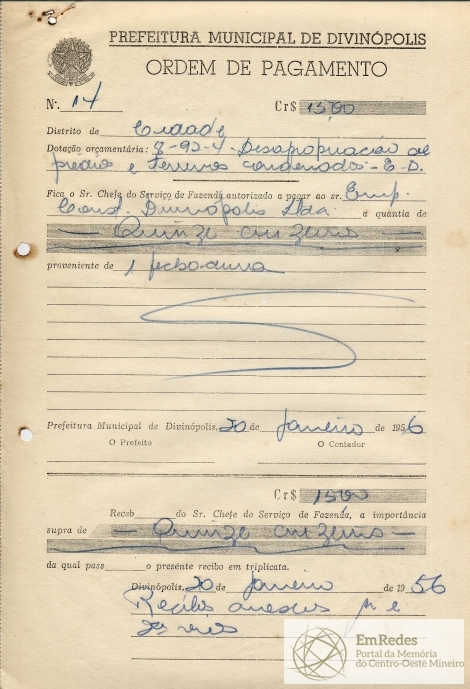 PREFEITURA MUNICIPAL DE DIVINÓPOLIS
ORDEM DE PAGAMENTO
N.º 14 Cr$ 15,00
Distrito de Cidade
Dotação orçamentária: 8-93-4 Desapropriação de
predios e terrenos condenados - E.D.
Fica o Sr. Chefe do Serviço de Fazenda autorizado a pagar ao sr. Emp.
Const. Divinópolis Ltda. a quantia de
— Quinze cruzeiros —
proveniente de 1 fechadura
Prefeitura Municipal de Divinópolis, 20 de Janeiro de 1956
O Prefeito O Contador
Cr$ 15,00
Receb do Sr. Chefe do Serviço de Fazenda, a importância
supra de — Quinze cruzeiros —
da qual pass o presente recibo em triplicata.
Divinópolis, 20 de Janeiro de 1956
Recibos anexos
EmRedes
Portal da Memória
do Centro-Oeste Mineiro